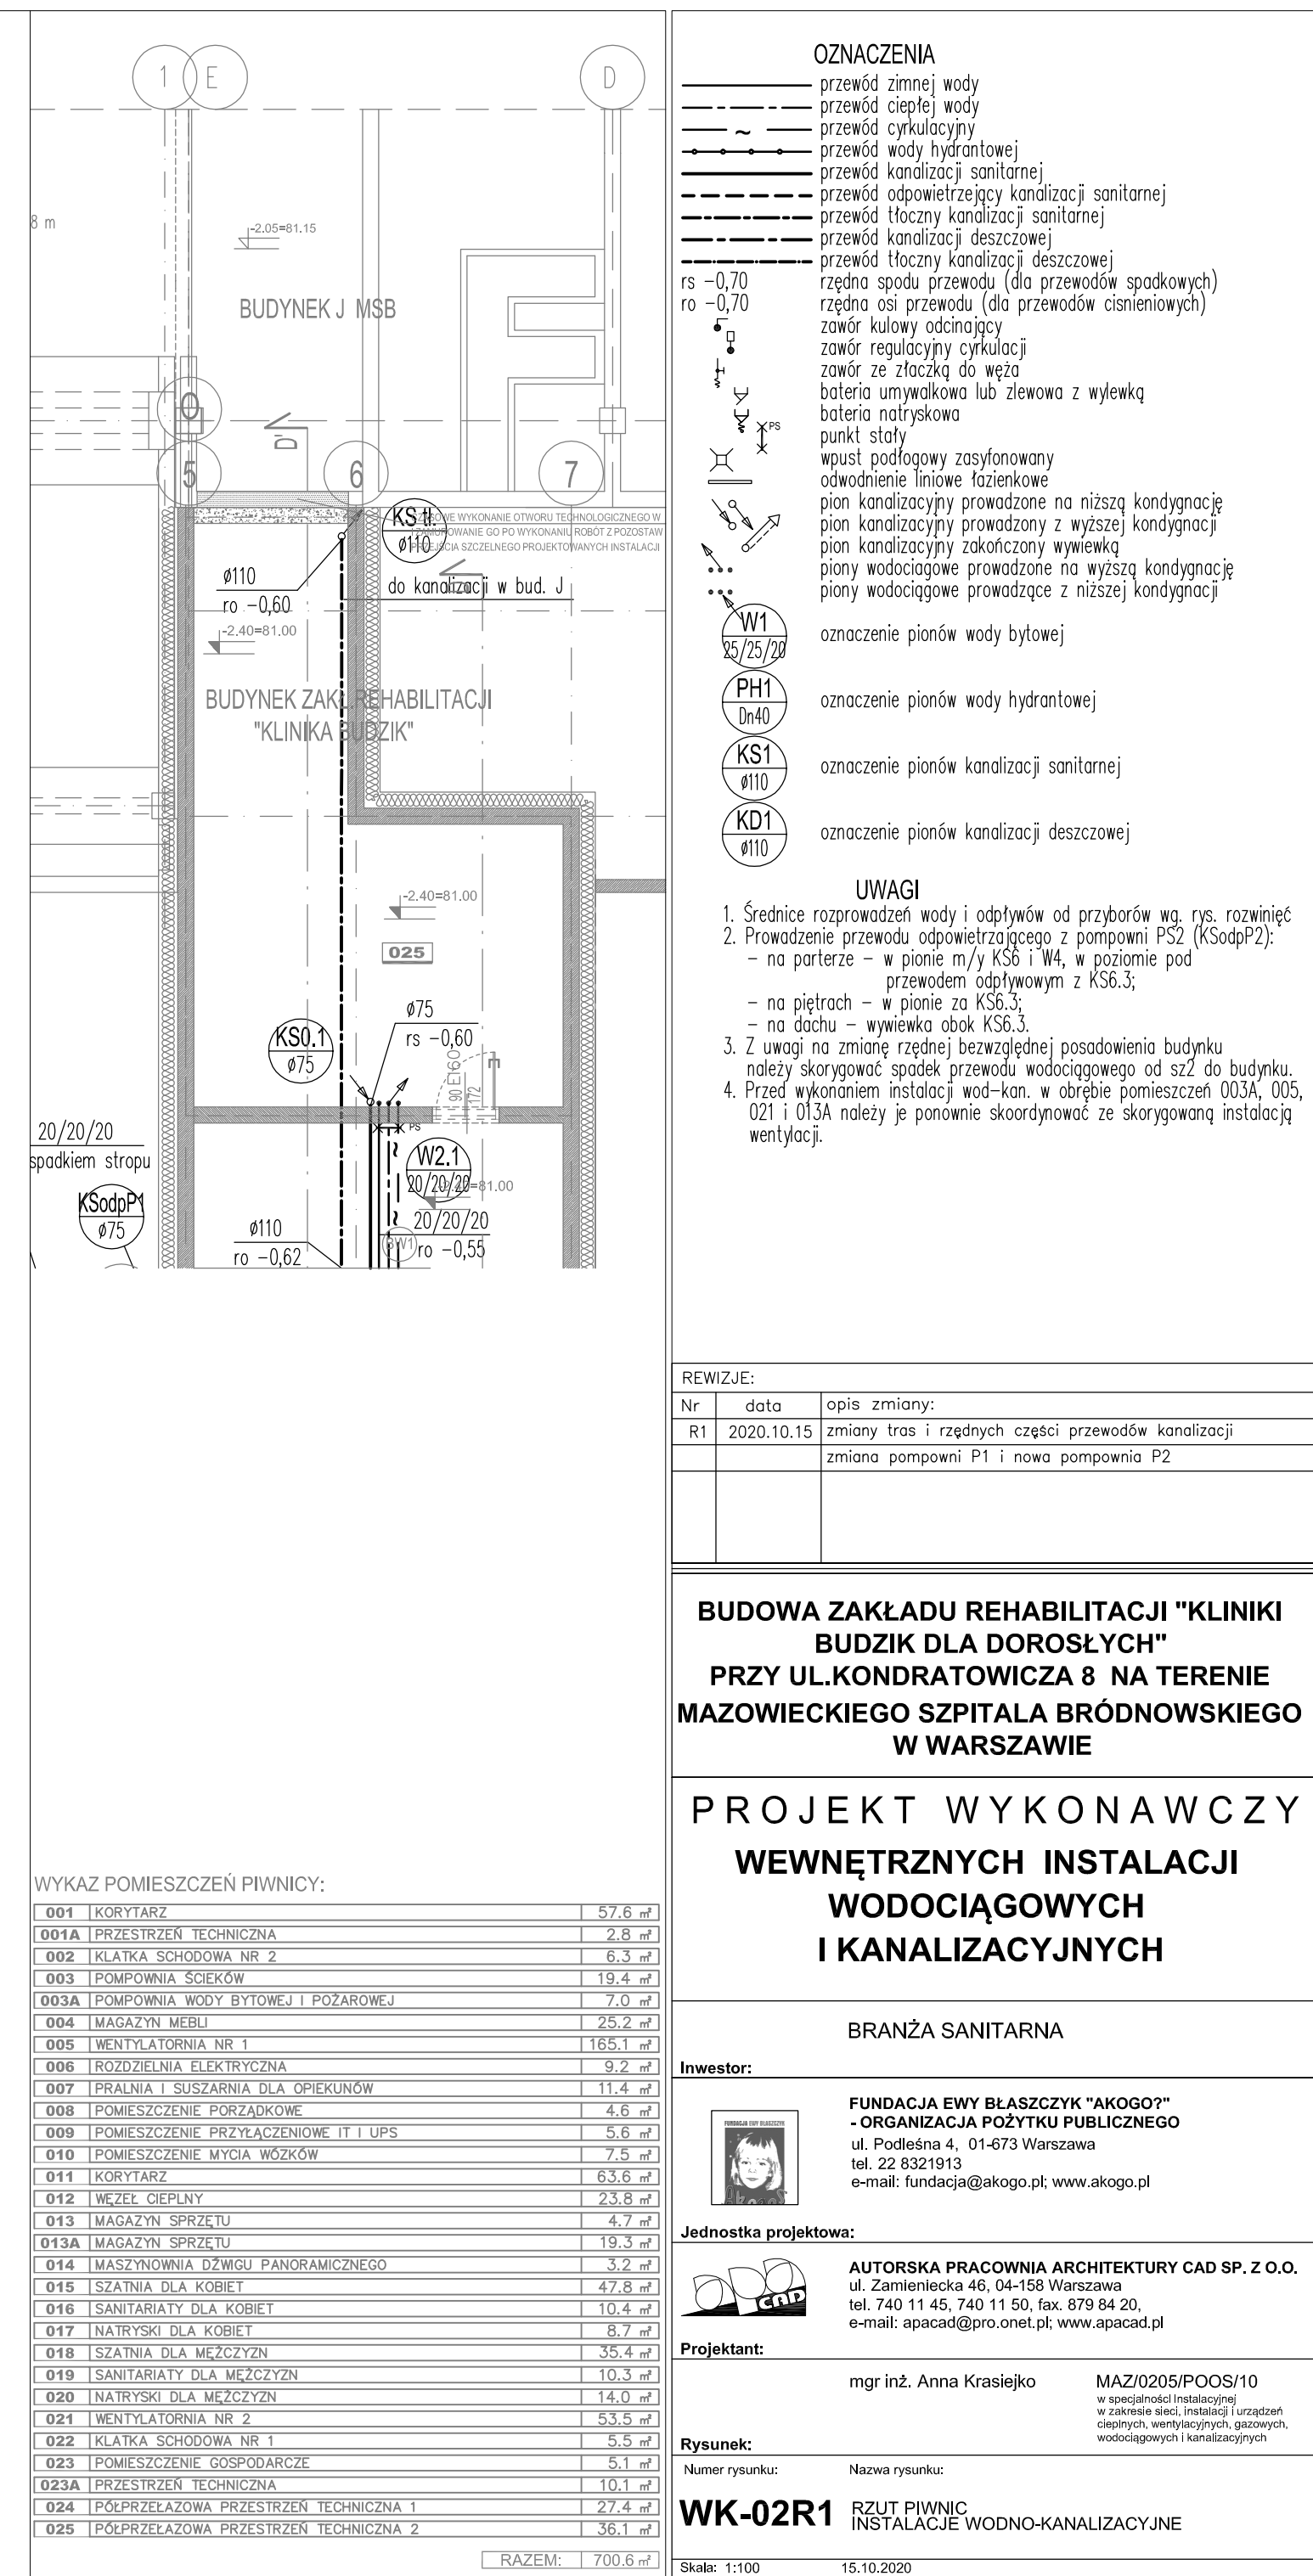 1
E
D
8 m
-2.05=81.15
BUDYNEK J MSB
O
D'
5
6
7
KS tł.
ø110
WYKONANIE OTWORU TECHNOLOGICZNEGO W
GO PO WYKONANIU ROBÓT Z POZOSTAW
SZCZELNEGO PROJEKTOWANYCH INSTALACJI
do kanalizacji w bud. J
ø110
ro -0,60
-2.40=81.00
BUDYNEK ZAKŁ.REHABILITACJI
"KLINIKA BUDZIK"
-2.40=81.00
025
ø75
rs -0,60
KS0.1
ø75
90 EI60
172
PS
20/20/20
spadkiem stropu
W2.1
20/20/20
-2.40=81.00
KSodpP1
ø75
20/20/20
ro -0,55
BW1
ø110
ro -0,62
WYKAZ POMIESZCZEŃ PIWNICY:
001 KORYTARZ 57.6 m²
001A PRZESTRZEŃ TECHNICZNA 2.8 m²
002 KLATKA SCHODOWA NR 2 6.3 m²
003 POMPOWNIA ŚCIEKÓW 19.4 m²
003A POMPOWNIA WODY BYTOWEJ I POŻAROWEJ 7.0 m²
004 MAGAZYN MEBLI 25.2 m²
005 WENTYLATORNIA NR 1 165.1 m²
006 ROZDZIELNIA ELEKTRYCZNA 9.2 m²
007 PRALNIA I SUSZARNIA DLA OPIEKUNÓW 11.4 m²
008 POMIESZCZENIE PORZĄDKOWE 4.6 m²
009 POMIESZCZENIE PRZYŁĄCZENIOWE IT I UPS 5.6 m²
010 POMIESZCZENIE MYCIA WÓZKÓW 7.5 m²
011 KORYTARZ 63.6 m²
012 WĘZEŁ CIEPLNY 23.8 m²
013 MAGAZYN SPRZĘTU 4.7 m²
013A MAGAZYN SPRZĘTU 19.3 m²
014 MASZYNOWNIA DŹWIGU PANORAMICZNEGO 3.2 m²
015 SZATNIA DLA KOBIET 47.8 m²
016 SANITARIATY DLA KOBIET 10.4 m²
017 NATRYSKI DLA KOBIET 8.7 m²
018 SZATNIA DLA MĘŻCZYZN 35.4 m²
019 SANITARIATY DLA MĘŻCZYZN 10.3 m²
020 NATRYSKI DLA MĘŻCZYZN 14.0 m²
021 WENTYLATORNIA NR 2 53.5 m²
022 KLATKA SCHODOWA NR 1 5.5 m²
023 POMIESZCZENIE GOSPODARCZE 5.1 m²
023A PRZESTRZEŃ TECHNICZNA 10.1 m²
024 PÓŁPRZEŁAZOWA PRZESTRZEŃ TECHNICZNA 1 27.4 m²
025 PÓŁPRZEŁAZOWA PRZESTRZEŃ TECHNICZNA 2 36.1 m²
RAZEM: 700.6 m²
OZNACZENIA
przewód zimnej wody
przewód ciepłej wody
przewód cyrkulacyjny
przewód wody hydrantowej
przewód kanalizacji sanitarnej
przewód odpowietrzejący kanalizacji sanitarnej
przewód tłoczny kanalizacji sanitarnej
przewód kanalizacji deszczowej
przewód tłoczny kanalizacji deszczowej
rs -0,70 rzędna spodu przewodu (dla przewodów spadkowych)
ro -0,70 rzędna osi przewodu (dla przewodów cisnieniowych)
zawór kulowy odcinający
zawór regulacyjny cyrkulacji
zawór ze złaczką do węża
bateria umywalkowa lub zlewowa z wylewką
bateria natryskowa
PS punkt stały
wpust podłogowy zasyfonowany
odwodnienie liniowe łazienkowe
pion kanalizacyjny prowadzone na niższą kondygnację
pion kanalizacyjny prowadzony z wyższej kondygnacji
pion kanalizacyjny zakończony wywiewką
piony wodociągowe prowadzone na wyższą kondygnację
piony wodociągowe prowadzące z niższej kondygnacji
W1
25/25/20
oznaczenie pionów wody bytowej
PH1
Dn40
oznaczenie pionów wody hydrantowej
KS1
ø110
oznaczenie pionów kanalizacji sanitarnej
KD1
ø110
oznaczenie pionów kanalizacji deszczowej
UWAGI
1. Średnice rozprowadzeń wody i odpływów od przyborów wg. rys. rozwinięć
2. Prowadzenie przewodu odpowietrzającego z pompowni PS2 (KSodpP2):
- na parterze - w pionie m/y KS6 i W4, w poziomie pod
przewodem odpływowym z KS6.3;
- na piętrach - w pionie za KS6.3;
- na dachu - wywiewka obok KS6.3.
3. Z uwagi na zmianę rzędnej bezwzględnej posadowienia budynku
należy skorygować spadek przewodu wodociągowego od sz2 do budynku.
4. Przed wykonaniem instalacji wod-kan. w obrębie pomieszczeń 003A, 005,
021 i 013A należy je ponownie skoordynować ze skorygowaną instalacją
wentylacji.
REWIZJE:
Nr data opis zmiany:
R1 2020.10.15 zmiany tras i rzędnych części przewodów kanalizacji
zmiana pompowni P1 i nowa pompownia P2
BUDOWA ZAKŁADU REHABILITACJI "KLINIKI
BUDZIK DLA DOROSŁYCH"
PRZY UL.KONDRATOWICZA 8 NA TERENIE
MAZOWIECKIEGO SZPITALA BRÓDNOWSKIEGO
W WARSZAWIE
PROJEKT WYKONAWCZY
WEWNĘTRZNYCH INSTALACJI
WODOCIĄGOWYCH
I KANALIZACYJNYCH
BRANŻA SANITARNA
Inwestor:
FUNDACJA EWY BŁASZCZYK
Akogo?
FUNDACJA EWY BŁASZCZYK "AKOGO?"
- ORGANIZACJA POŻYTKU PUBLICZNEGO
ul. Podleśna 4, 01-673 Warszawa
tel. 22 8321913
e-mail: fundacja@akogo.pl; www.akogo.pl
Jednostka projektowa:
CAD
AUTORSKA PRACOWNIA ARCHITEKTURY CAD SP. Z O.O.
ul. Zamieniecka 46, 04-158 Warszawa
tel. 740 11 45, 740 11 50, fax. 879 84 20,
e-mail: apacad@pro.onet.pl; www.apacad.pl
Projektant:
mgr inż. Anna Krasiejko MAZ/0205/POOS/10
w specjalności instalacyjnej
w zakresie sieci, instalacji i urządzeń
cieplnych, wentylacyjnych, gazowych,
wodociągowych i kanalizacyjnych
Rysunek:
Numer rysunku: Nazwa rysunku:
WK-02R1 RZUT PIWNIC
INSTALACJE WODNO-KANALIZACYJNE
Skala: 1:100 15.10.2020